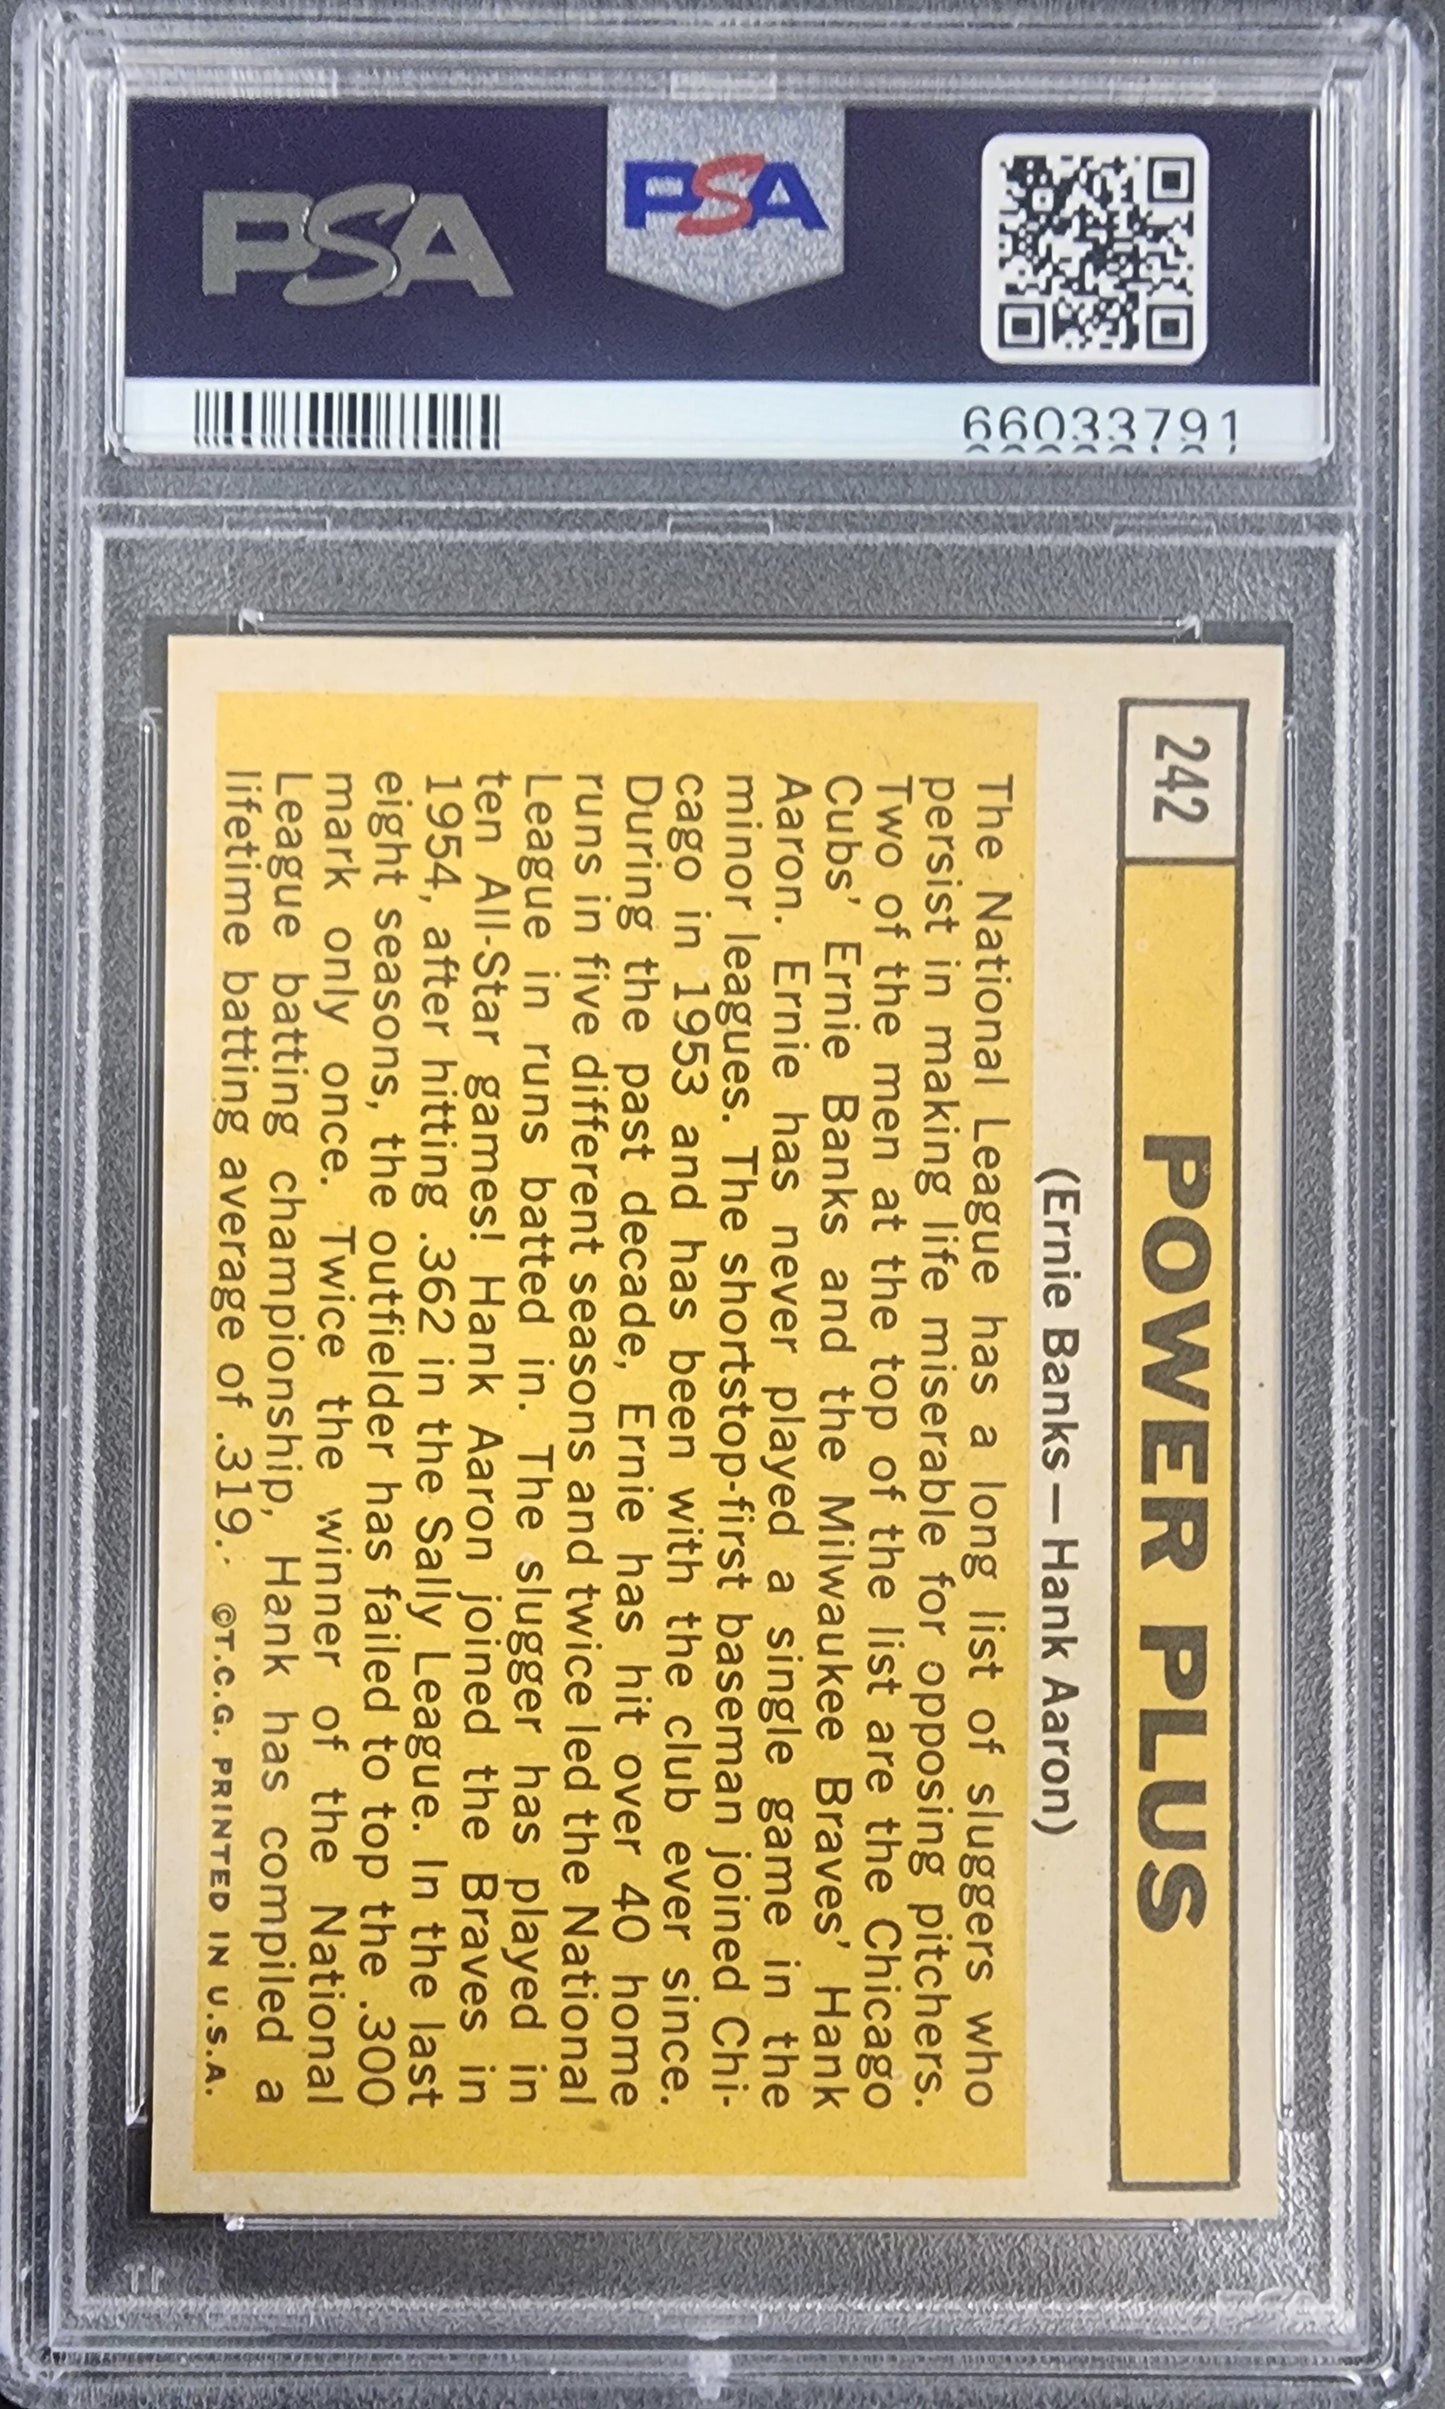 PSA
PSA
66033791
242
POWER PLUS
(Ernie Banks — Hank Aaron)
The National League has a long list of sluggers who
persist in making life miserable for opposing pitchers.
Two of the men at the top of the list are the Chicago
Cubs' Ernie Banks and the Milwaukee Braves' Hank
Aaron. Ernie has never played a single game in the
minor leagues. The shortstop-first baseman joined Chi-
cago in 1953 and has been with the club ever since.
During the past decade, Ernie has hit over 40 home
runs in five different seasons and twice led the National
League in runs batted in. The slugger has played in
ten All-Star games! Hank Aaron joined the Braves in
1954, after hitting .362 in the Sally League. In the last
eight seasons, the outfielder has failed to top the .300
mark only once. Twice the winner of the National
League batting championship, Hank has compiled a
lifetime batting average of .319.
©T.C.G. PRINTED IN U.S.A.